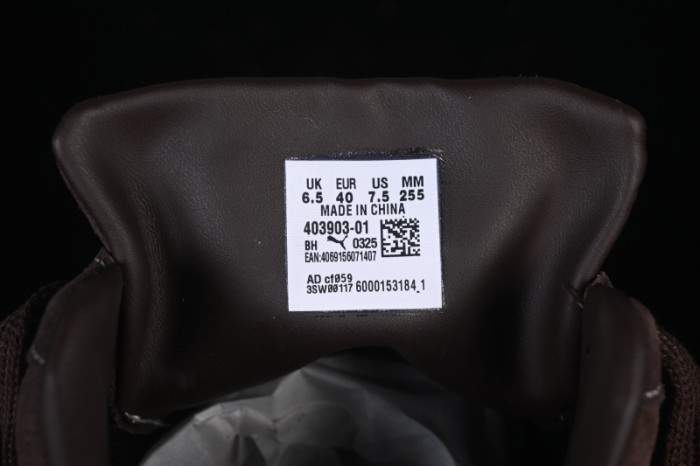 UK EUR US MM
6.5 40 7.5 255
MADE IN CHINA
403903-01
BH 0325
EAN:4069156071407
AD cf059
3SW00117 6000153184_1